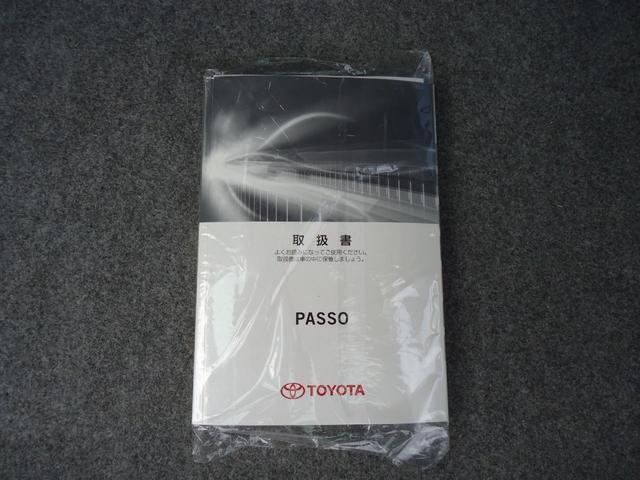 取扱書
よくお読みになってご使用ください。
取扱書は車の中に保管しましょう。
PASSO
TOYOTA